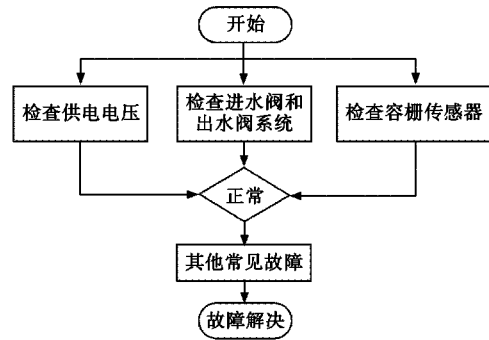 开始
检查供电电压
检查进水阀和
出水阀系统
检查容栅传感器
正常
其他常见故障
故障解决